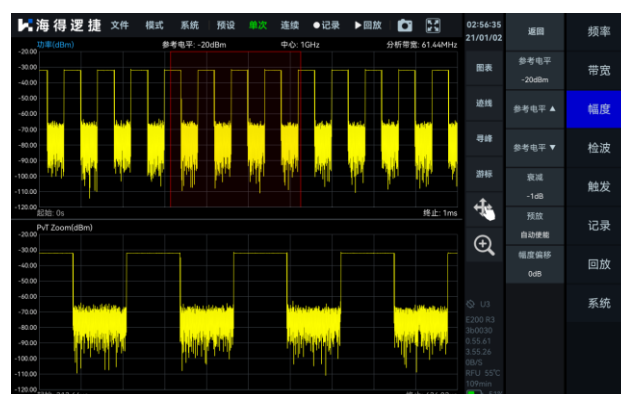 海得逻捷 文件 模式 系统 预设 单次 连续 ●记录 ▶回放
02:56:35
21/01/02
功率(dBm) 参考电平: -20dBm 中心: 1GHz 分析带宽: 61.44MHz
-20.00
-30.00
-40.00
-50.00
-60.00
-70.00
-80.00
-90.00
-100.00
-110.00
-120.00
起始: 0s 终止: 1ms
PvT Zoom(dBm)
-20.00
-30.00
-40.00
-50.00
-60.00
-70.00
-80.00
-90.00
-100.00
-110.00
-120.00
图表
迹线
寻峰
游标
U3
E200 R3
3b0030
0.55.61
3.55.26
0B/S
RFU 55℃
109min
返回
参考电平
-20dBm
参考电平 ▲
参考电平 ▼
衰减
-1dB
预放
自动使能
幅度偏移
0dB
频率
带宽
幅度
检波
触发
记录
回放
系统